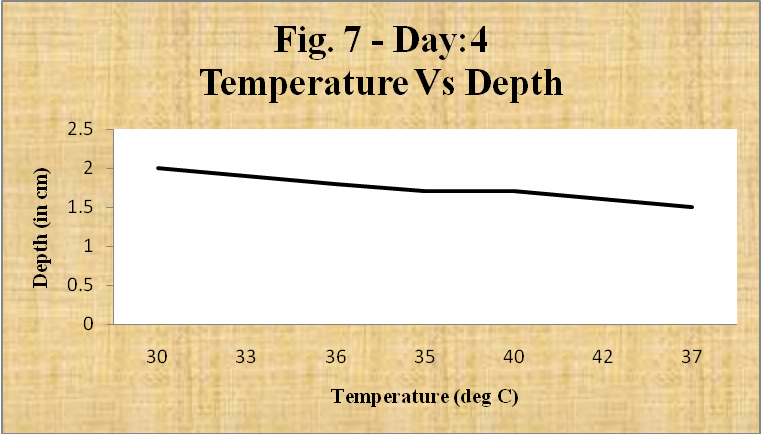 Fig. 7 - Day:4
Temperature Vs Depth
2.5
2
1.5
1
0.5
0
Depth (in cm)
30 33 36 35 40 42 37
Temperature (deg C)